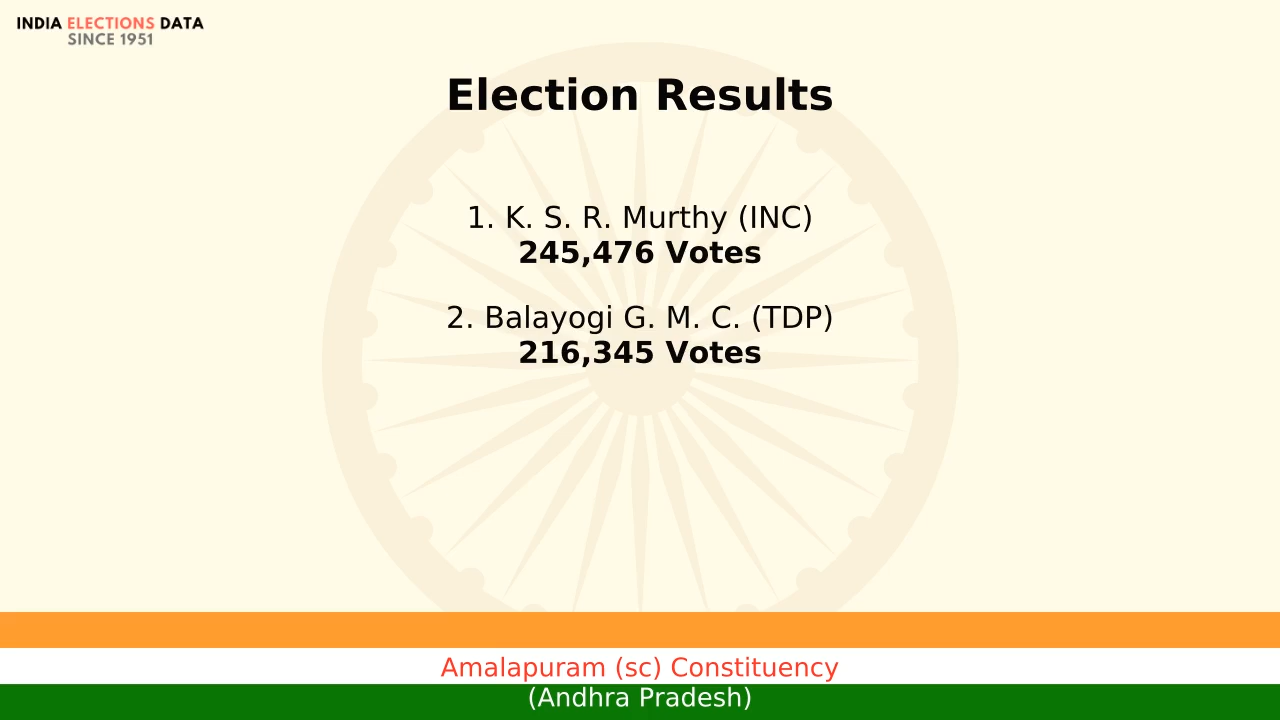 INDIA ELECTIONS DATA
SINCE 1951
Election Results
1. K. S. R. Murthy (INC)
245,476 Votes
2. Balayogi G. M. C. (TDP)
216,345 Votes
Amalapuram (sc) Constituency
(Andhra Pradesh)